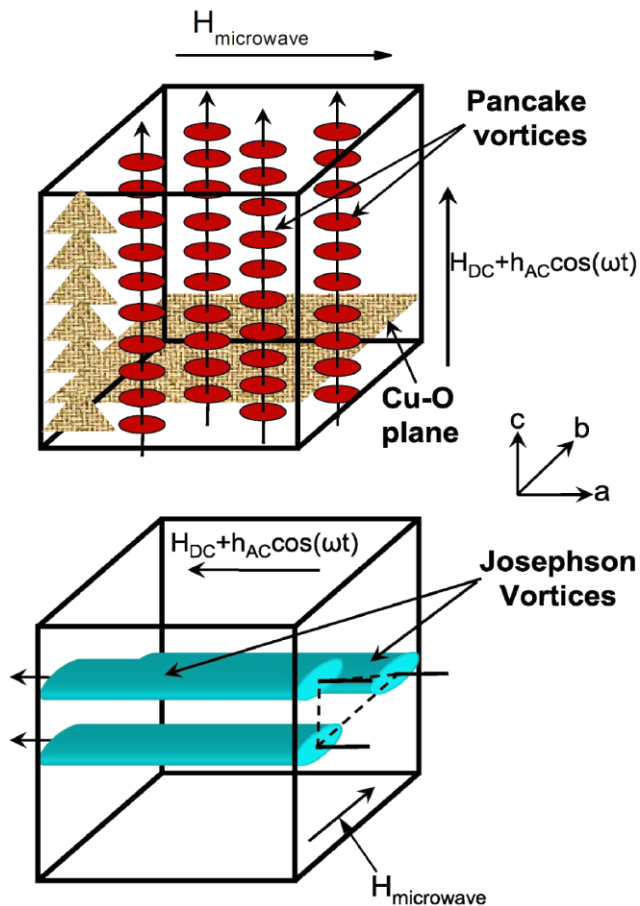 H_microwave
Pancake
vortices
H_DC+h_ACcos(ωt)
Cu-O
plane
c
b
a
H_DC+h_ACcos(ωt)
Josephson
Vortices
H_microwave